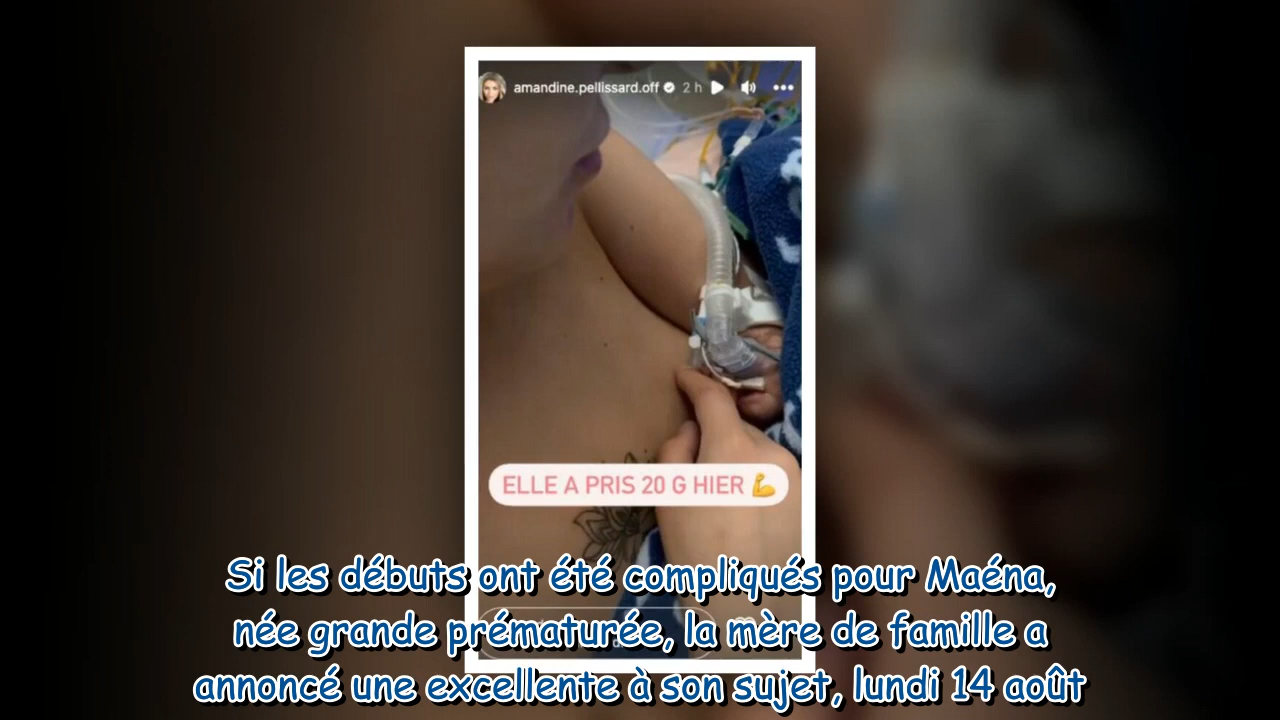 amandine.pellissard.off 2 h
ELLE A PRIS 20 G HIER 💪
Si les débuts ont été compliqués pour Maéna,
née grande prématurée, la mère de famille a
annoncé une excellente à son sujet, lundi 14 août